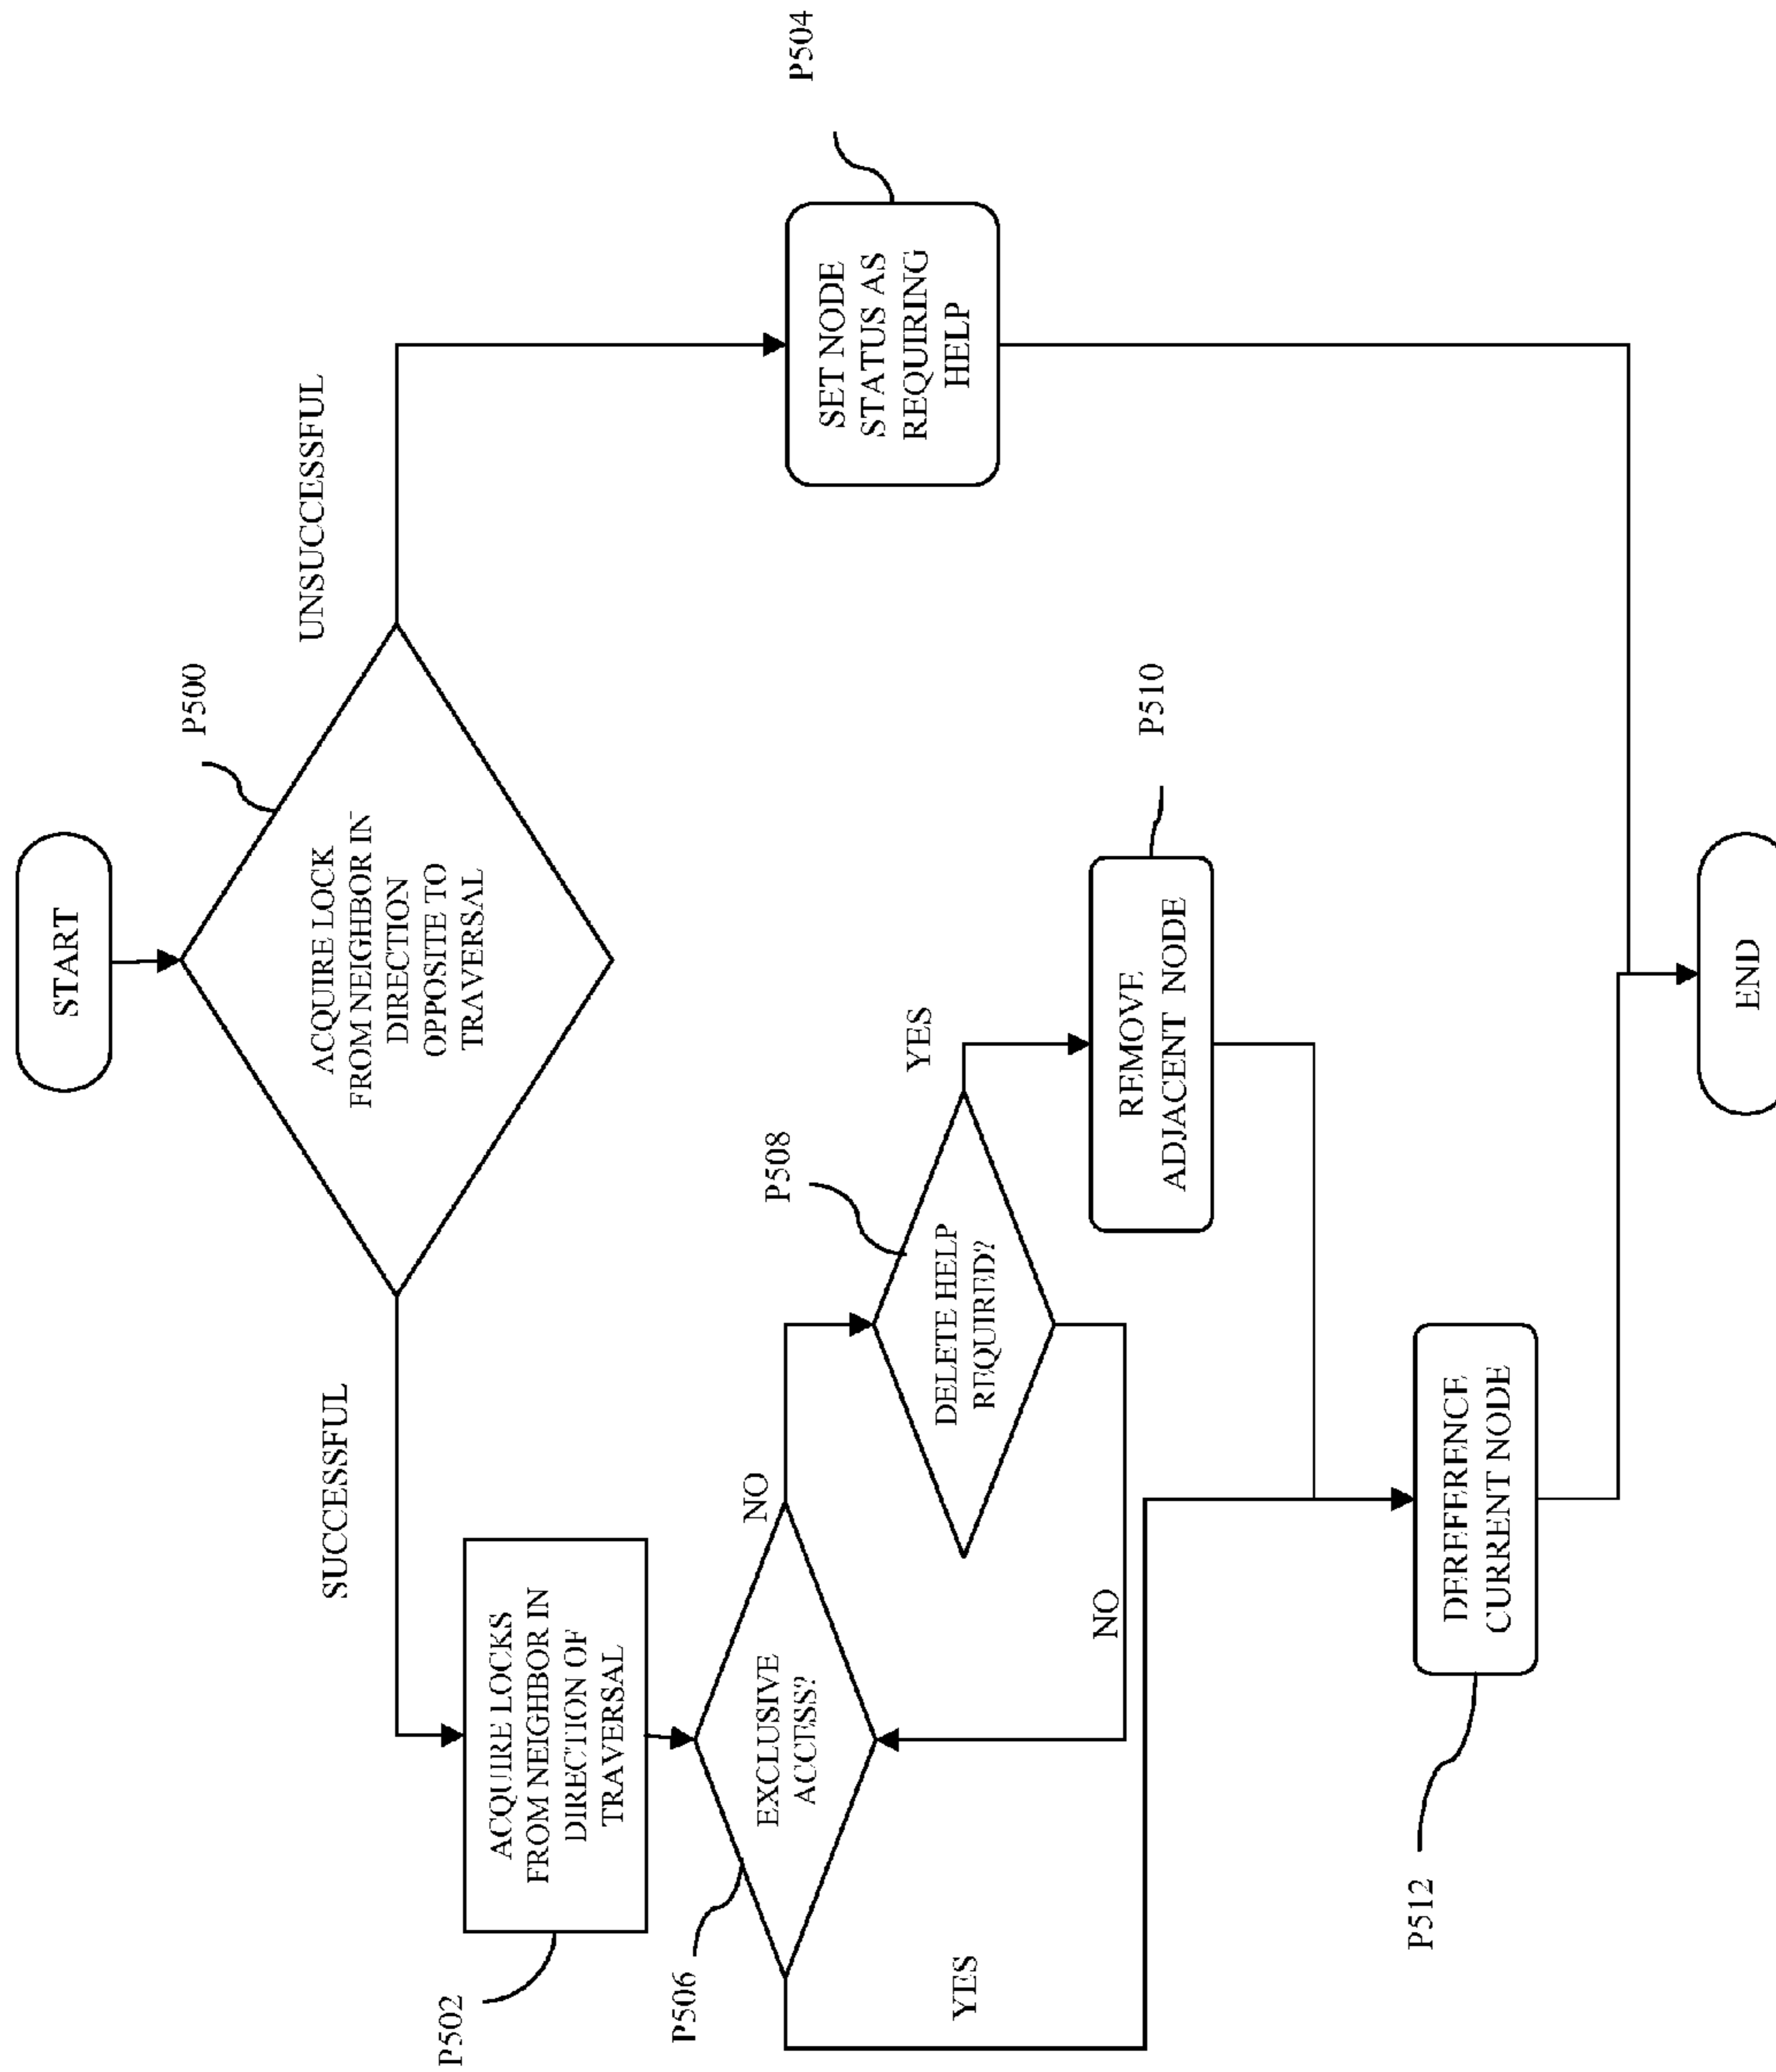 START
P500
ACQUIRE LOCK
FROM NEIGHBOR IN
DIRECTION
OPPOSITE TO
TRAVERSAL
SUCCESSFUL
UNSUCCESSFUL
P502
ACQUIRE LOCKS
FROM NEIGHBOR IN
DIRECTION OF
TRAVERSAL
P504
SET NODE
STATUS AS
REQUIRING
HELP
P506
EXCLUSIVE
ACCESS?
NO
YES
P508
DELETE HELP
REQUIRED?
YES
NO
P510
REMOVE
ADJACENT NODE
P512
DEREFERENCE
CURRENT NODE
END